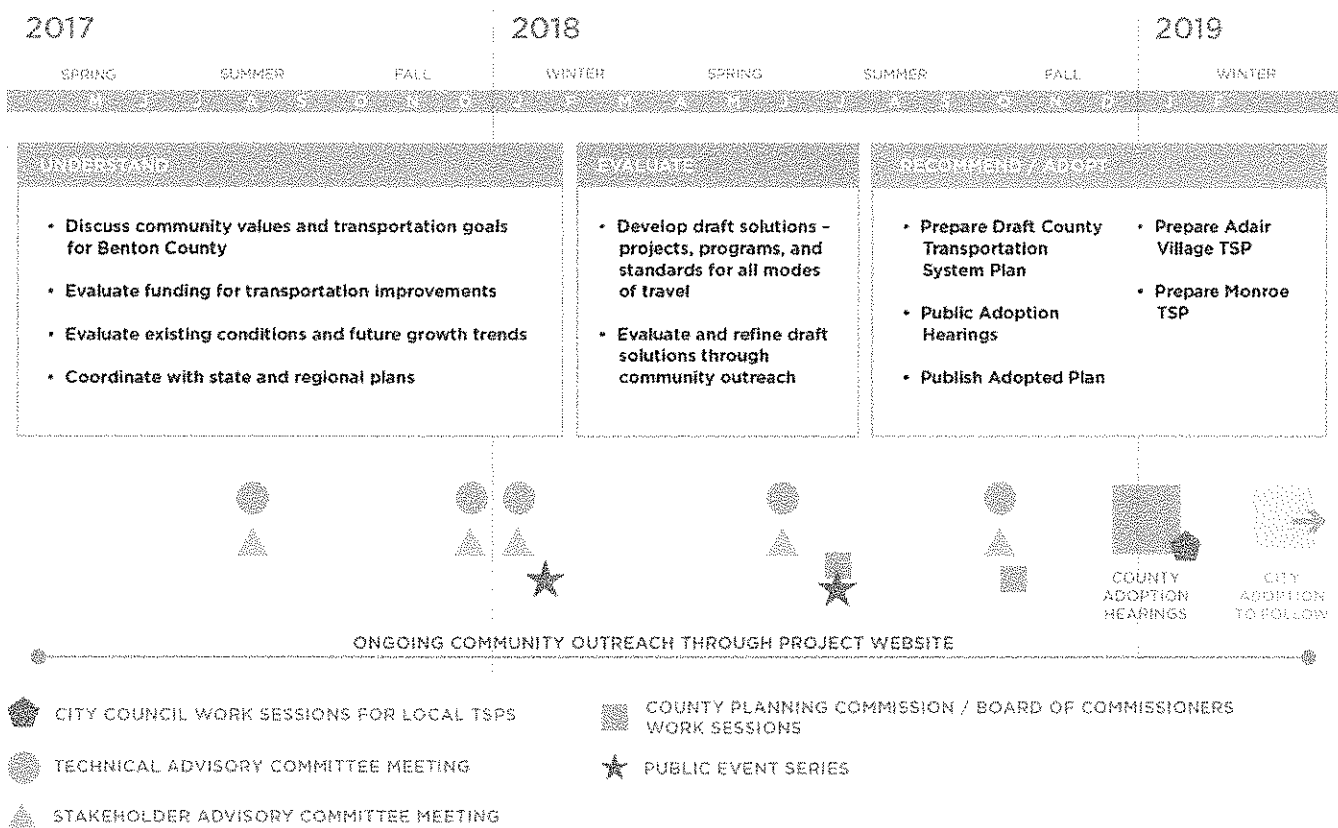 2017
2018
2019
SPRING SUMMER FALL WINTER SPRING SUMMER FALL WINTER
M J J A S O N D J F M A M J J A S O N D J F
UNDERSTAND
• Discuss community values and transportation goals
for Benton County
• Evaluate funding for transportation improvements
• Evaluate existing conditions and future growth trends
• Coordinate with state and regional plans
EVALUATE
• Develop draft solutions –
projects, programs, and
standards for all modes
of travel
• Evaluate and refine draft
solutions through
community outreach
RECOMMEND / ADOPT
• Prepare Draft County
Transportation
System Plan
• Public Adoption
Hearings
• Publish Adopted Plan
• Prepare Adair
Village TSP
• Prepare Monroe
TSP
COUNTY
ADOPTION
HEARINGS
CITY
ADOPTION
TO FOLLOW
ONGOING COMMUNITY OUTREACH THROUGH PROJECT WEBSITE
CITY COUNCIL WORK SESSIONS FOR LOCAL TSPS
TECHNICAL ADVISORY COMMITTEE MEETING
STAKEHOLDER ADVISORY COMMITTEE MEETING
COUNTY PLANNING COMMISSION / BOARD OF COMMISSIONERS
WORK SESSIONS
PUBLIC EVENT SERIES